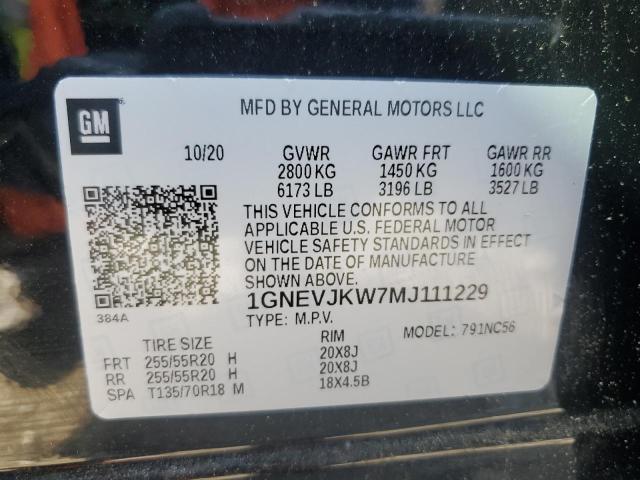 GM
MFD BY GENERAL MOTORS LLC
10/20 GVWR GAWR FRT GAWR RR
2800 KG 1450 KG 1600 KG
6173 LB 3196 LB 3527 LB
THIS VEHICLE CONFORMS TO ALL
APPLICABLE U.S. FEDERAL MOTOR
VEHICLE SAFETY STANDARDS IN EFFECT
ON THE DATE OF MANUFACTURE
SHOWN ABOVE.
384A
1GNEVJKW7MJ111229
TYPE: M.P.V. MODEL: 791NC56
TIRE SIZE RIM
FRT 255/55R20 H 20X8J
RR 255/55R20 H 20X8J
SPA T135/70R18 M 18X4.5B